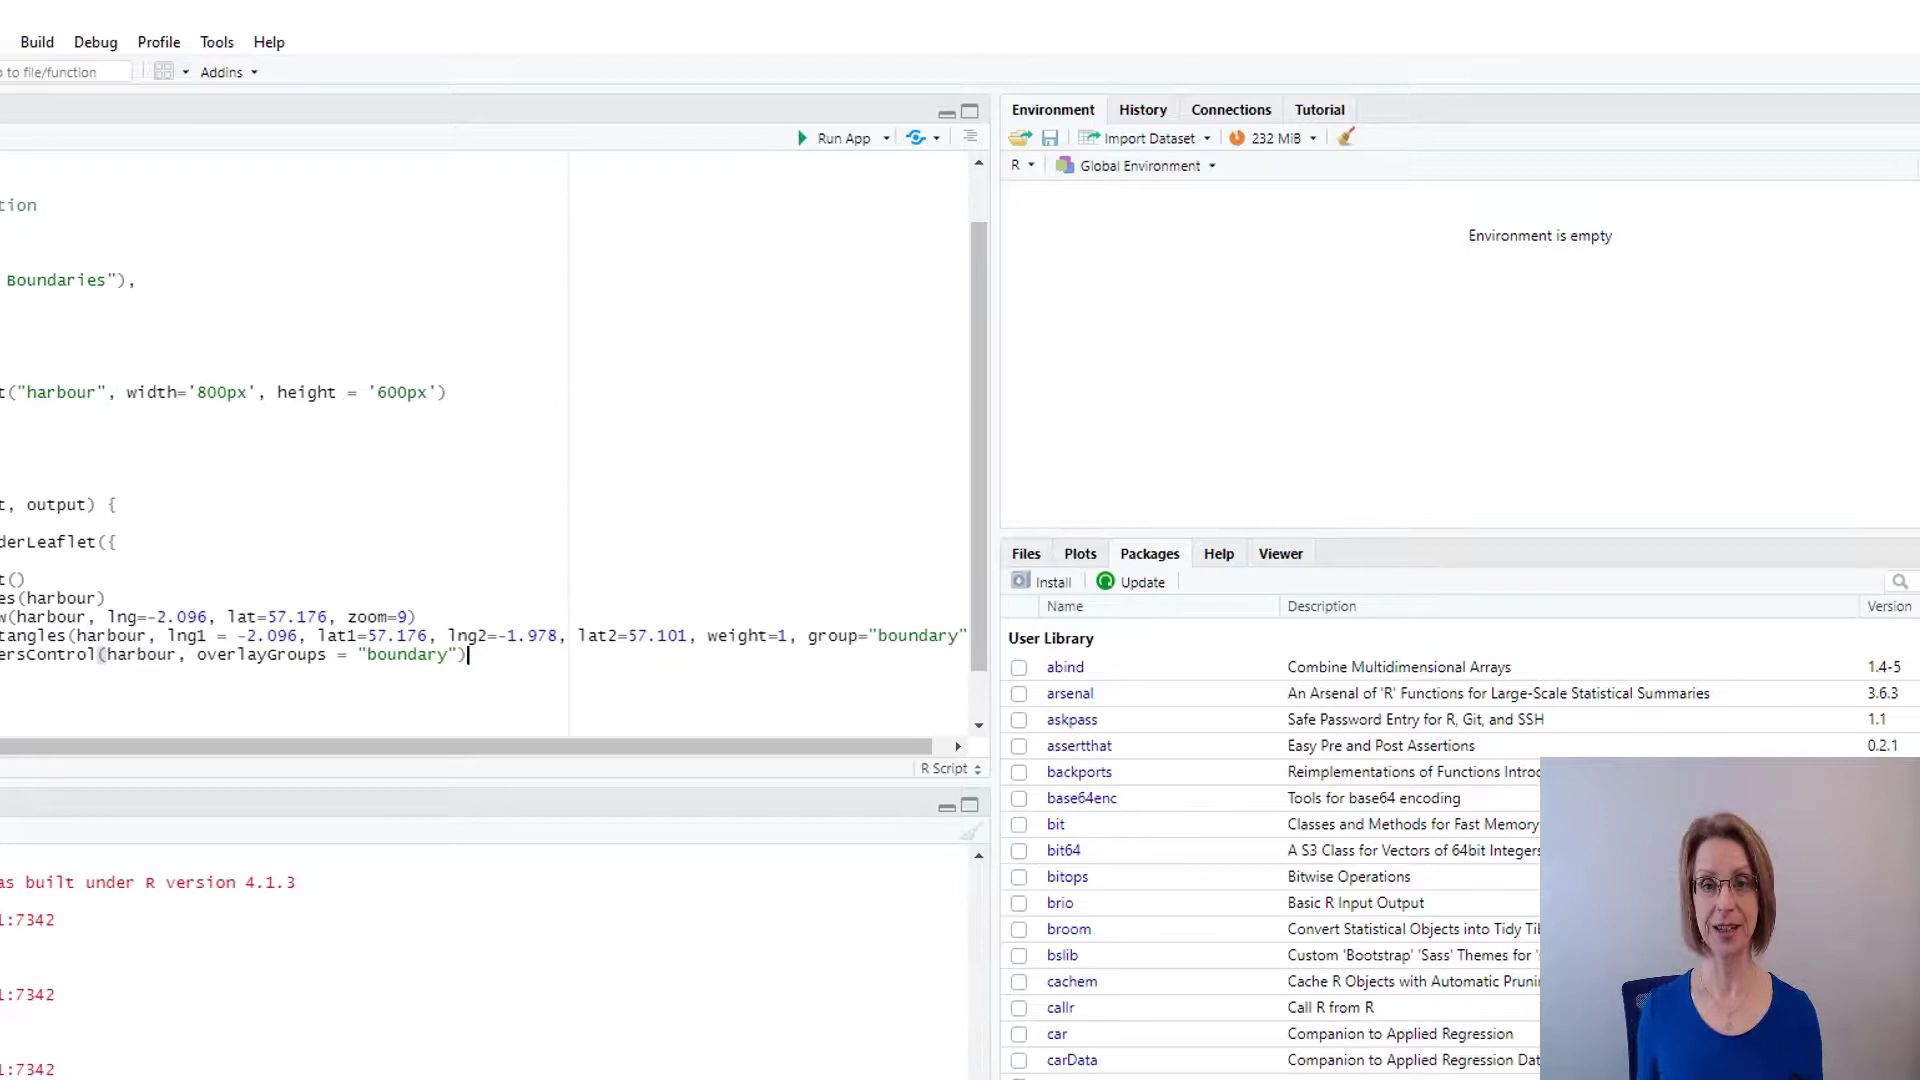 Build Debug Profile Tools Help
to file/function Addins
Run App
tion
Boundaries"),
t("harbour", width='800px', height = '600px')
t, output) {
derLeaflet({
t()
es(harbour)
w(harbour, lng=-2.096, lat=57.176, zoom=9)
tangles(harbour, lng1 = -2.096, lat1=57.176, lng2=-1.978, lat2=57.101, weight=1, group="boundary"
ersControl(harbour, overlayGroups = "boundary")
R Script
as built under R version 4.1.3
1:7342
1:7342
1:7342
Environment History Connections Tutorial
Import Dataset 232 MiB
R Global Environment
Environment is empty
Files Plots Packages Help Viewer
Install Update
Name Description Version
User Library
abind Combine Multidimensional Arrays 1.4-5
arsenal An Arsenal of 'R' Functions for Large-Scale Statistical Summaries 3.6.3
askpass Safe Password Entry for R, Git, and SSH 1.1
assertthat Easy Pre and Post Assertions 0.2.1
backports Reimplementations of Functions Introd
base64enc Tools for base64 encoding
bit Classes and Methods for Fast Memory
bit64 A S3 Class for Vectors of 64bit Integers
bitops Bitwise Operations
brio Basic R Input Output
broom Convert Statistical Objects into Tidy Til
bslib Custom 'Bootstrap' 'Sass' Themes for 's
cachem Cache R Objects with Automatic Prunin
callr Call R from R
car Companion to Applied Regression
carData Companion to Applied Regression Dat